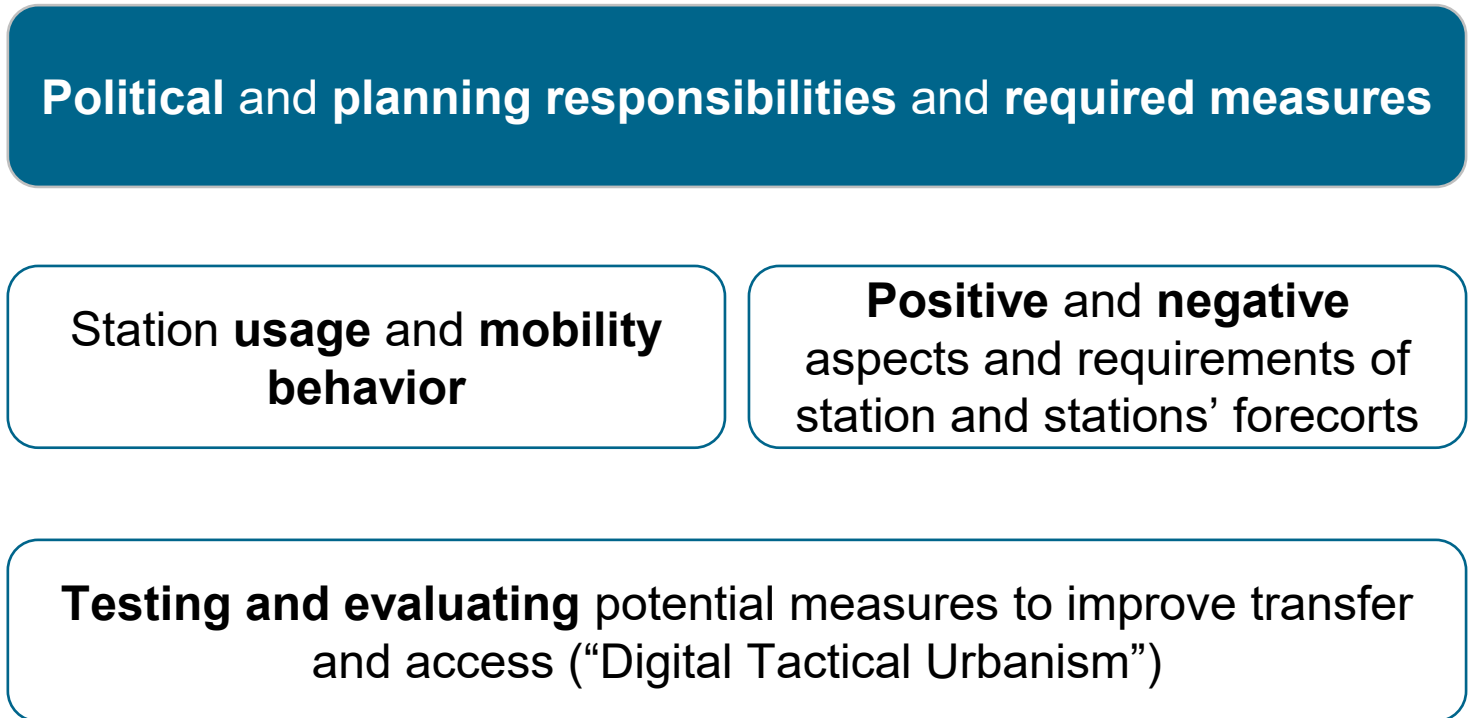 Political and planning responsibilities and required measures
Station usage and mobility
behavior
Positive and negative
aspects and requirements of
station and stations’ forecorts
Testing and evaluating potential measures to improve transfer
and access (“Digital Tactical Urbanism”)